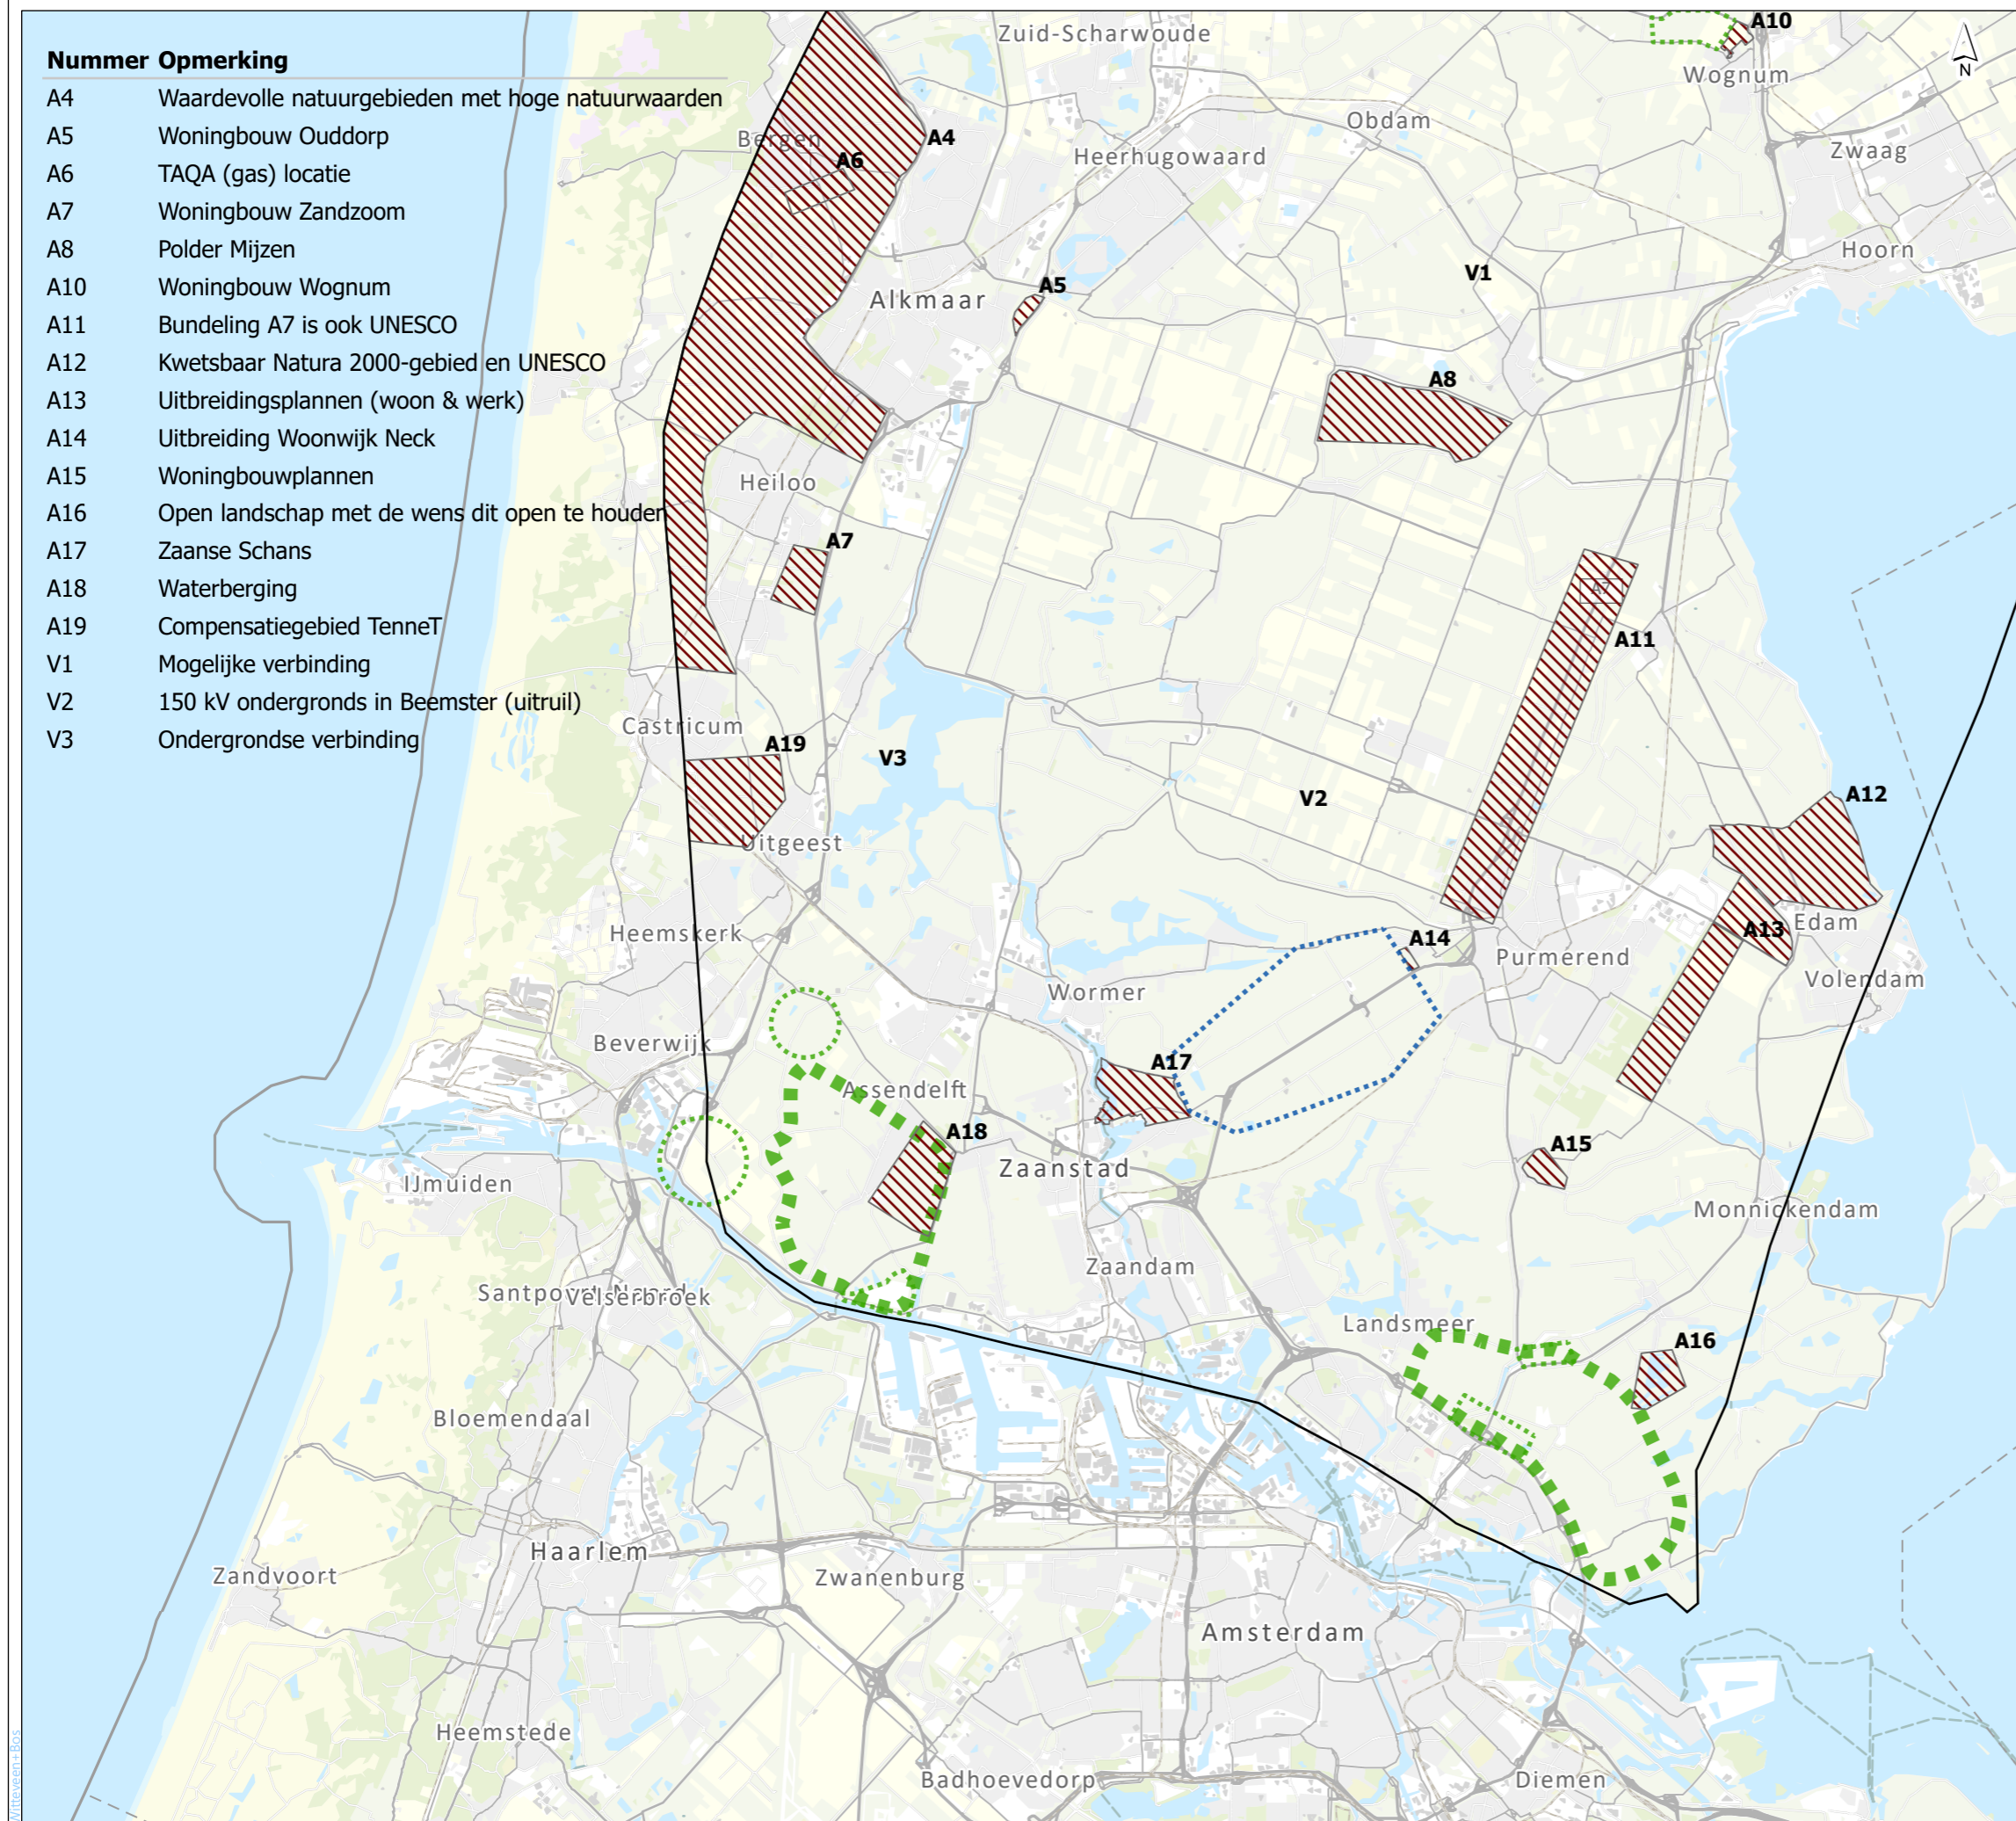 Nummer Opmerking
A4 Waardevolle natuurgebieden met hoge natuurwaarden
A5 Woningbouw Ouddorp
A6 TAQA (gas) locatie
A7 Woningbouw Zandzoom
A8 Polder Mijzen
A10 Woningbouw Wognum
A11 Bundeling A7 is ook UNESCO
A12 Kwetsbaar Natura 2000-gebied en UNESCO
A13 Uitbreidingsplannen (woon & werk)
A14 Uitbreiding Woonwijk Neck
A15 Woningbouwplannen
A16 Open landschap met de wens dit open te houden
A17 Zaanse Schans
A18 Waterberging
A19 Compensatiegebied TenneT
V1 Mogelijke verbinding
V2 150 kV ondergronds in Beemster (uitruil)
V3 Ondergrondse verbinding
A10
Zuid-Scharwoude
N
Wognum
Obdam
Bergen
A4
Zwaag
A6
Heerhugowaard
Hoorn
V1
A5
Alkmaar
A8
Heiloo
A7
A7
A11
Castricum
A19
V3
V2
A12
Uitgeest
Edam
A13
Heemskerk
A14
Purmerend
Volendam
Wormer
Beverwijk
A17
Assendelft
A18
A15
Zaanstad
IJmuiden
Monnickendam
Zaandam
Santpoort-Noord
Velserbroek
Landsmeer
A16
Bloemendaal
Haarlem
Zandvoort
Zwanenburg
Amsterdam
Heemstede
Badhoevedorp
Diemen
Witteveen+Bos